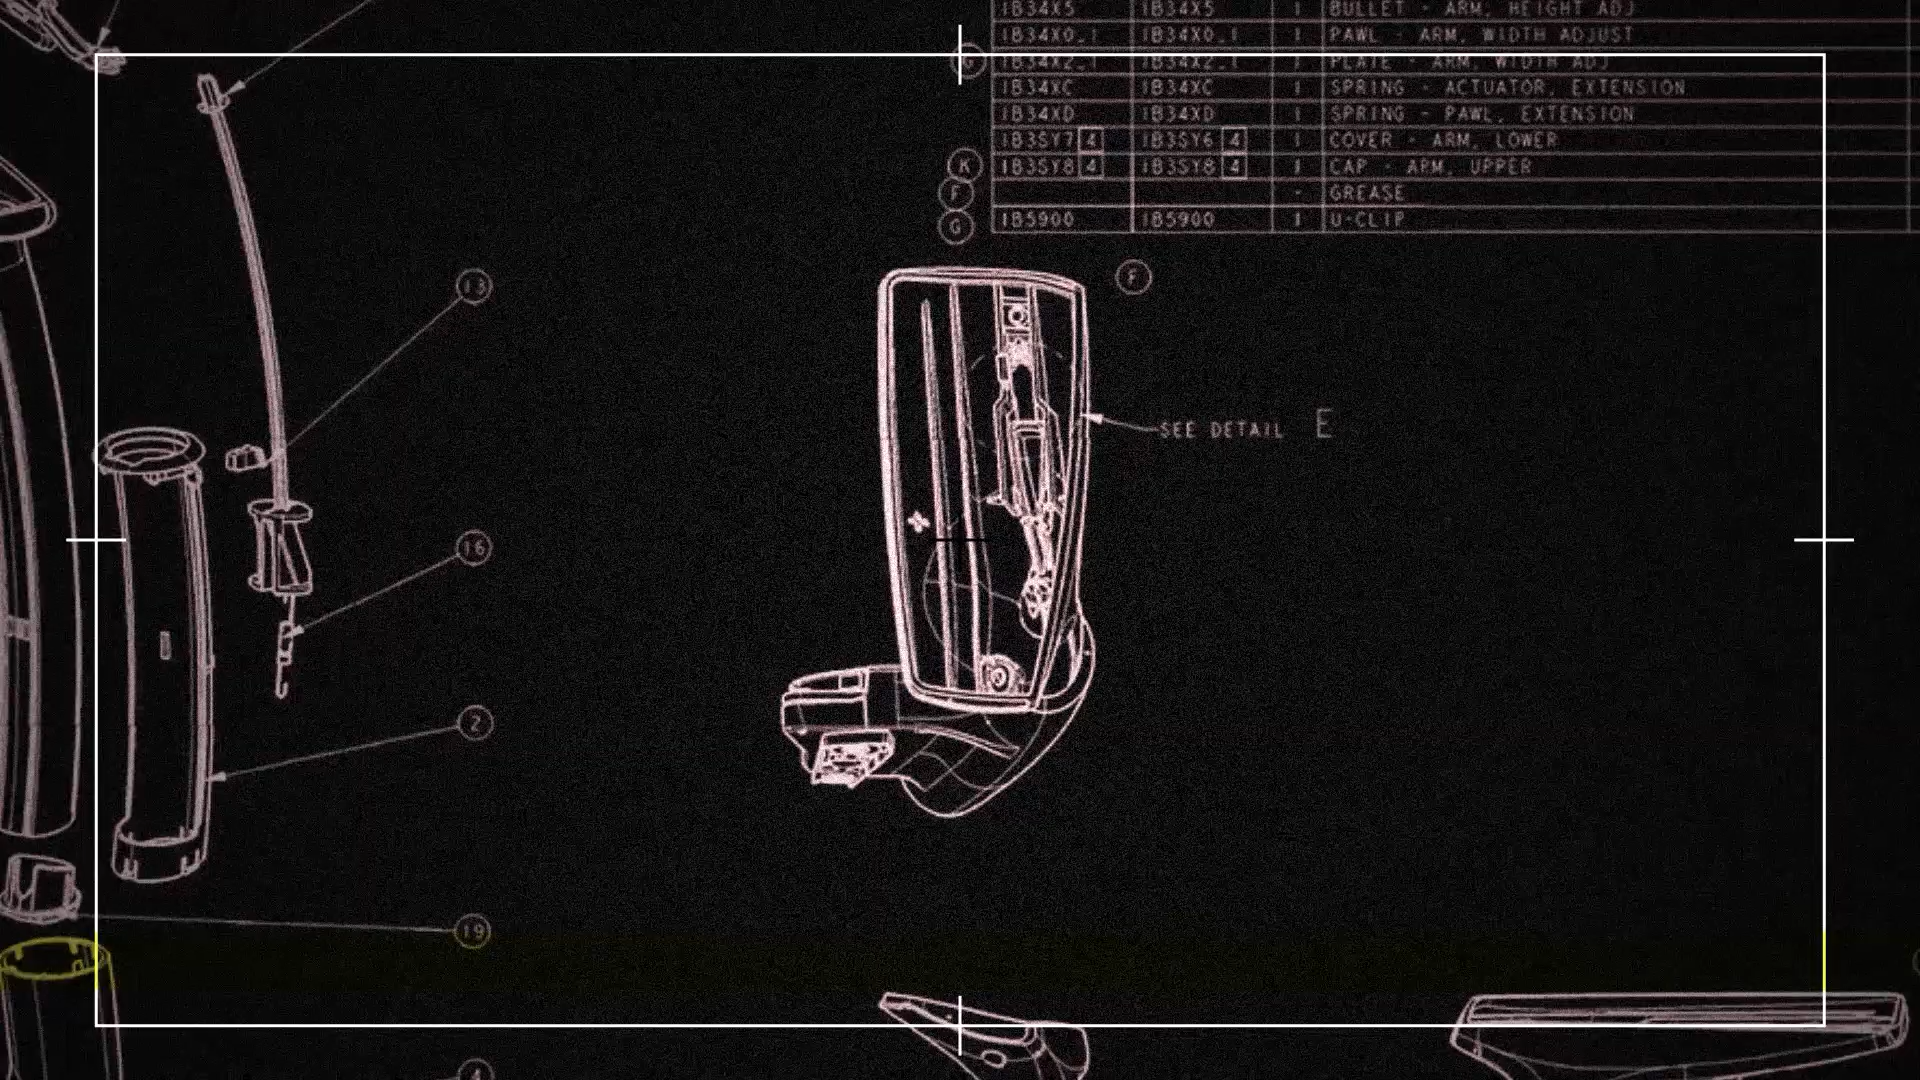 1B34X5 1B34X5 1 BULLET - ARM, HEIGHT ADJ
1B34X0_1 1B34X0_1 1 PAWL - ARM, WIDTH ADJUST
G 1B34X2_1 1B34X2_1 1 PLATE - ARM, WIDTH ADJ
1B34XC 1B34XC 1 SPRING - ACTUATOR, EXTENSION
1B34XD 1B34XD 1 SPRING - PAWL, EXTENSION
1B3SY7 4 1B3SY6 4 1 COVER - ARM, LOWER
K 1B3SY8 4 1B3SY8 4 1 CAP - ARM, UPPER
F - GREASE
G 1B5900 1B5900 1 U-CLIP
F
13
SEE DETAIL E
16
2
19
4